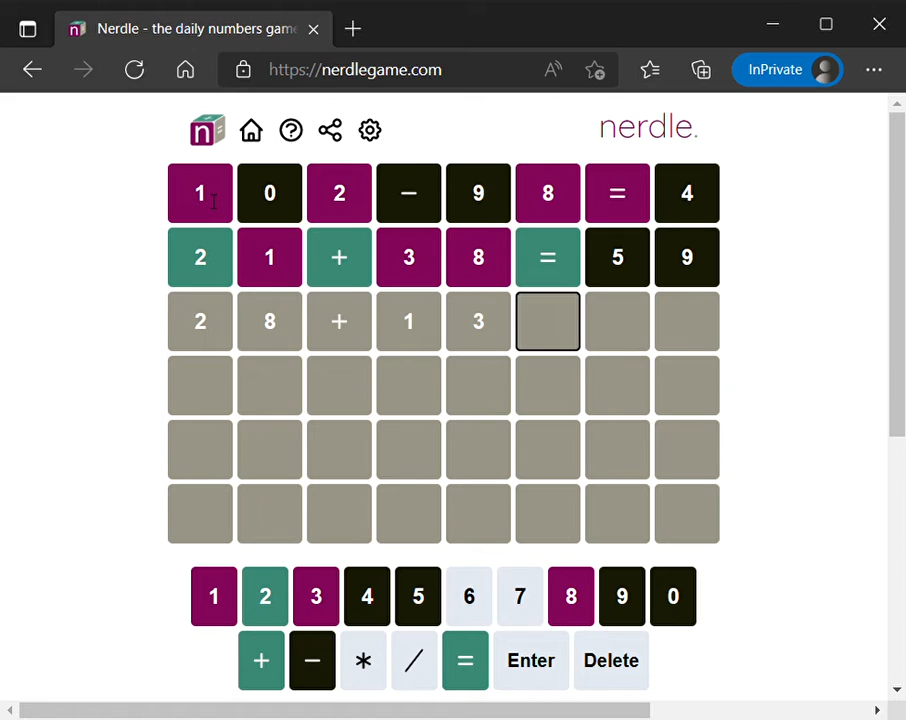 Nerdle - the daily numbers game
https://nerdlegame.com
InPrivate
n
nerdle.
1 0 2 - 9 8 = 4
2 1 + 3 8 = 5 9
2 8 + 1 3
1 2 3 4 5 6 7 8 9 0
+ - * / = Enter Delete